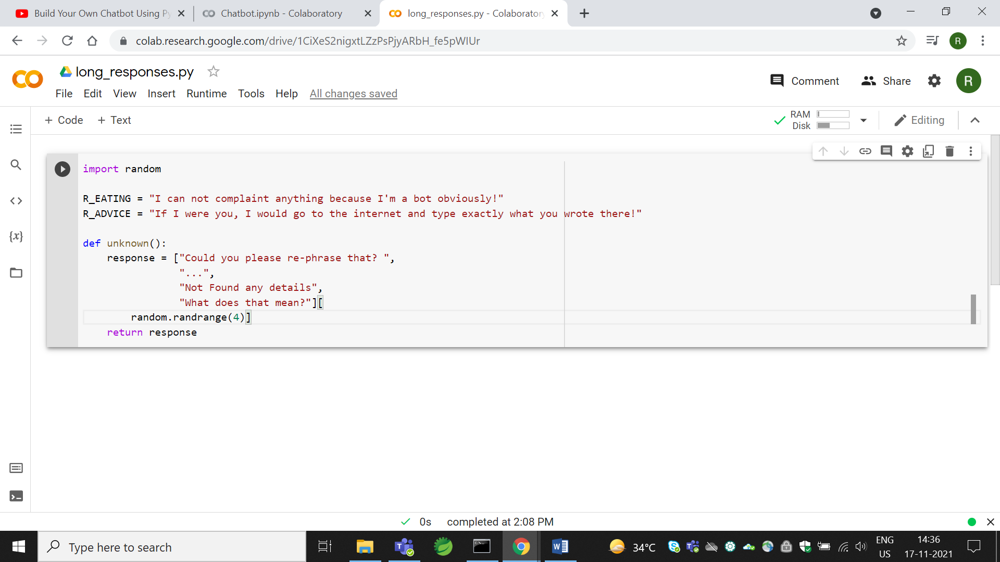 Build Your Own Chatbot Using Py
Chatbot.ipynb - Colaboratory
long_responses.py - Colaboratory
colab.research.google.com/drive/1CiXeS2nigxtLZzPsPjyARbH_fe5pWIUr
R
long_responses.py
Comment
Share
R
File Edit View Insert Runtime Tools Help All changes saved
+ Code + Text
RAM
Disk
Editing
import random
R_EATING = "I can not complaint anything because I'm a bot obviously!"
R_ADVICE = "If I were you, I would go to the internet and type exactly what you wrote there!"
def unknown():
response = ["Could you please re-phrase that? ",
"...",
"Not Found any details",
"What does that mean?"][
random.randrange(4)]
return response
{x}
0s completed at 2:08 PM
Type here to search
34°C
ENG
US
14:36
17-11-2021